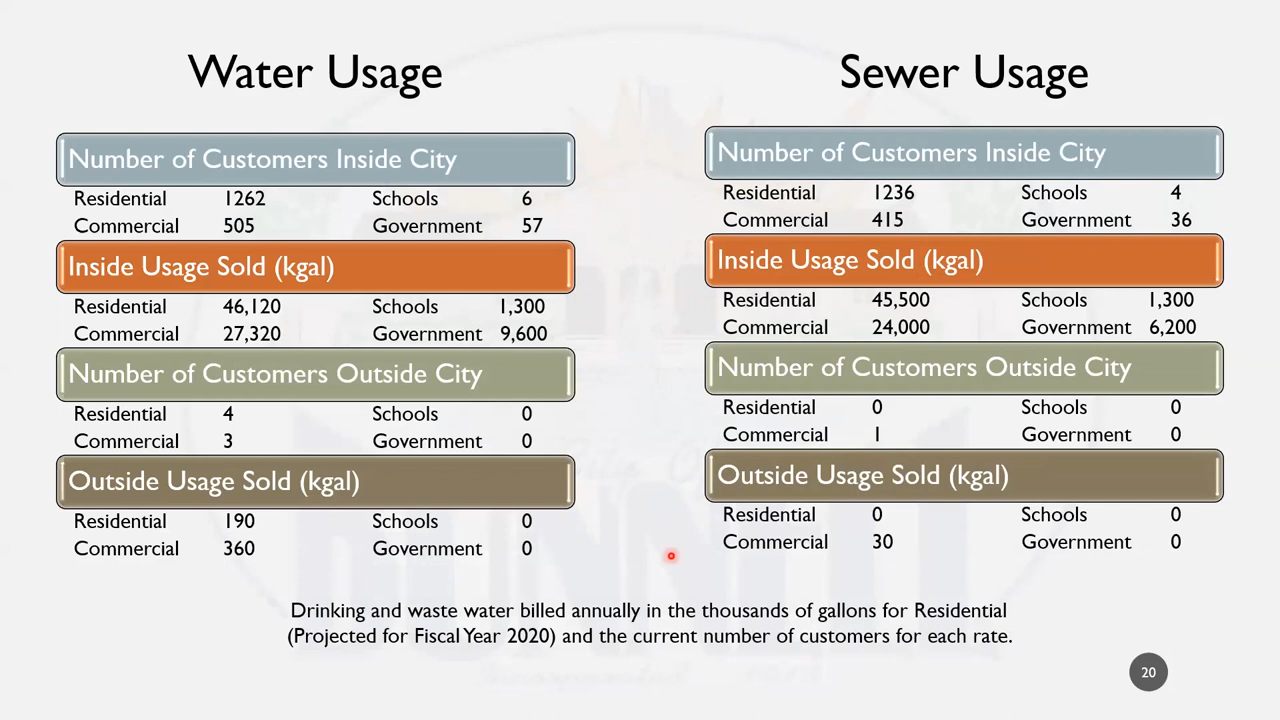 Water Usage
Number of Customers Inside City
Residential 1262 Schools 6
Commercial 505 Government 57
Inside Usage Sold (kgal)
Residential 46,120 Schools 1,300
Commercial 27,320 Government 9,600
Number of Customers Outside City
Residential 4 Schools 0
Commercial 3 Government 0
Outside Usage Sold (kgal)
Residential 190 Schools 0
Commercial 360 Government 0
Sewer Usage
Number of Customers Inside City
Residential 1236 Schools 4
Commercial 415 Government 36
Inside Usage Sold (kgal)
Residential 45,500 Schools 1,300
Commercial 24,000 Government 6,200
Number of Customers Outside City
Residential 0 Schools 0
Commercial 1 Government 0
Outside Usage Sold (kgal)
Residential 0 Schools 0
Commercial 30 Government 0
Drinking and waste water billed annually in the thousands of gallons for Residential
(Projected for Fiscal Year 2020) and the current number of customers for each rate.
20